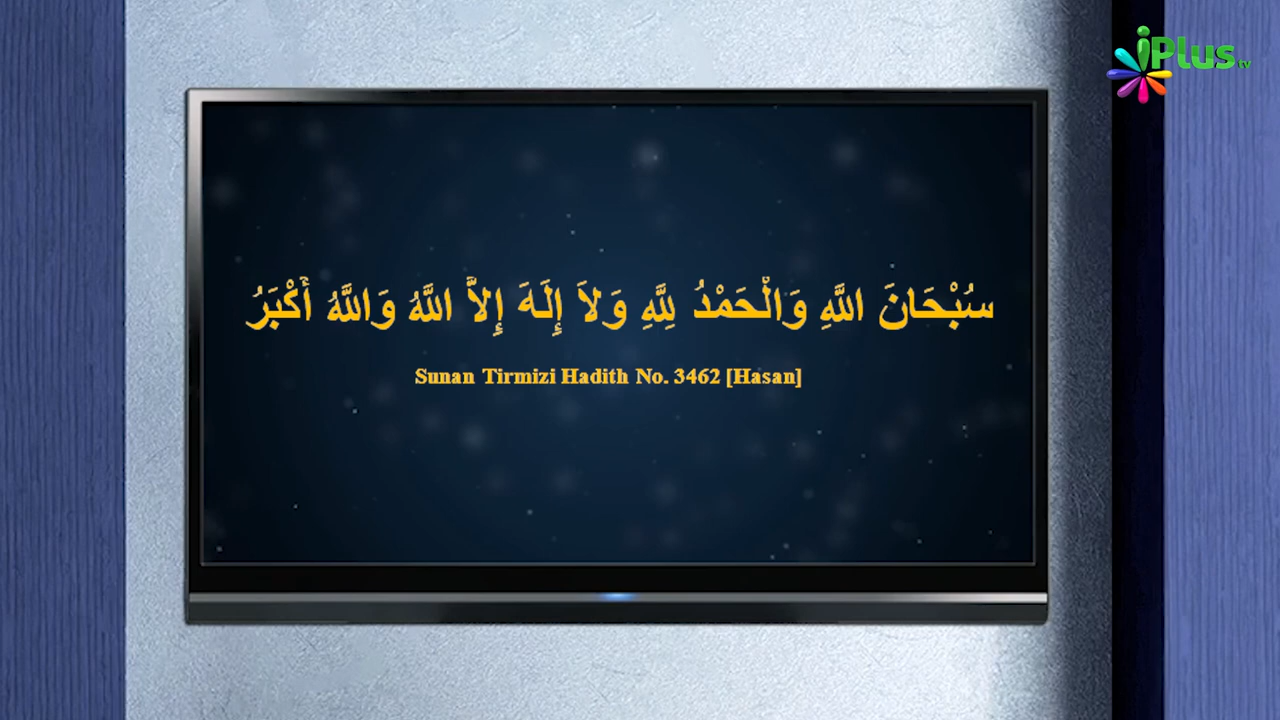 iPlus tv
سُبْحَانَ اللَّهِ وَالْحَمْدُ لِلَّهِ وَلاَ إِلَهَ إِلاَّ اللَّهُ وَاللَّهُ أَكْبَرُ
Sunan Tirmizi Hadith No. 3462 [Hasan]